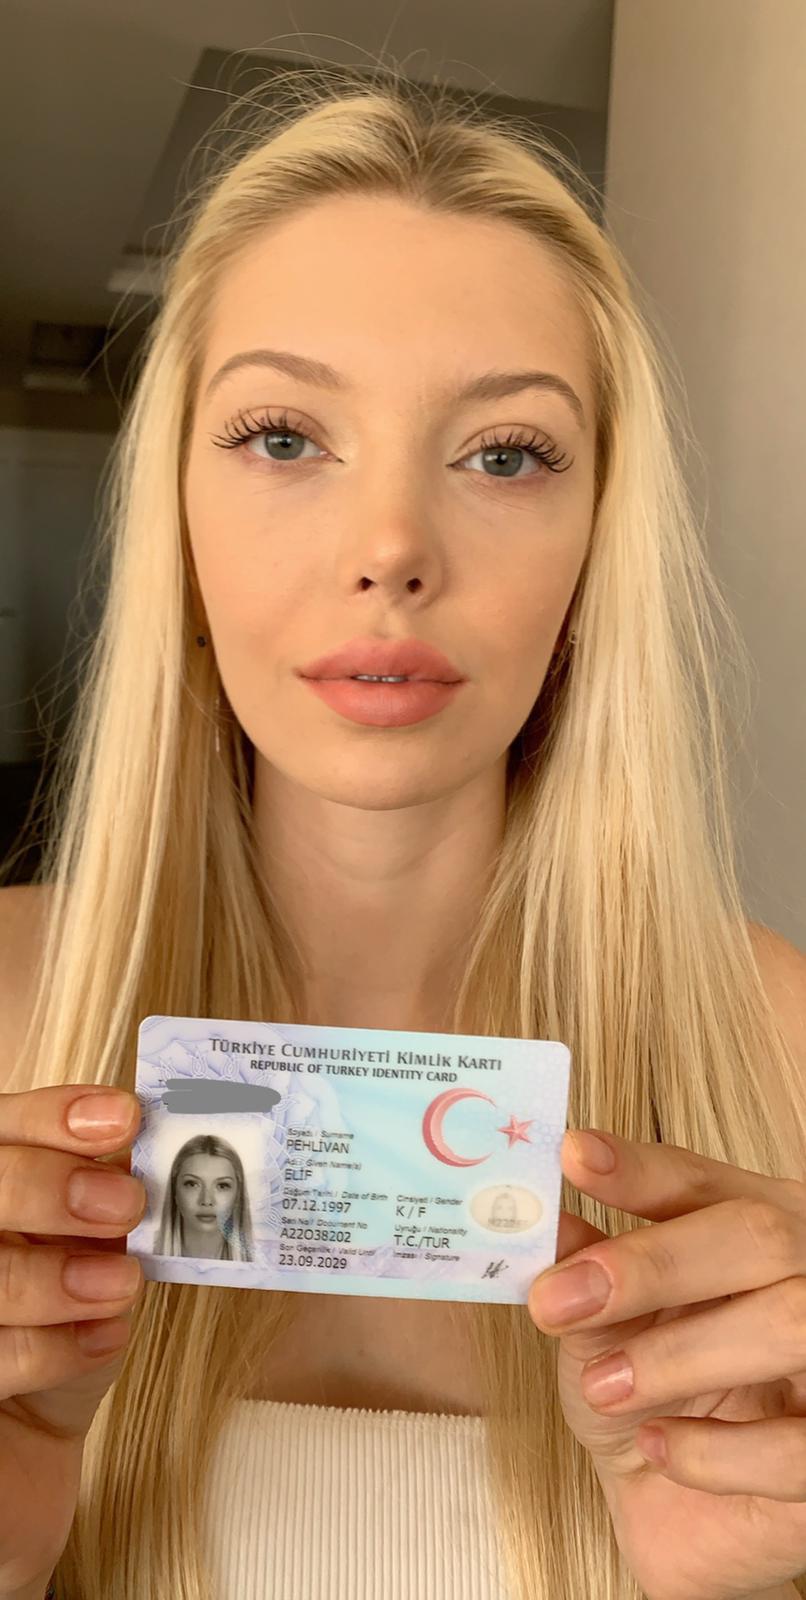 TÜRKİYE CUMHURİYETİ KİMLİK KARTI
REPUBLIC OF TURKEY IDENTITY CARD
Soyadı / Surname
PEHLİVAN
Adı / Given Name(s)
ELİF
Doğum Tarihi / Date of Birth
07.12.1997
Cinsiyeti / Gender
K / F
Seri No / Document No
A22O38202
Uyruğu / Nationality
T.C./TUR
Son Geçerlilik / Valid Until
23.09.2029
İmzası / Signature